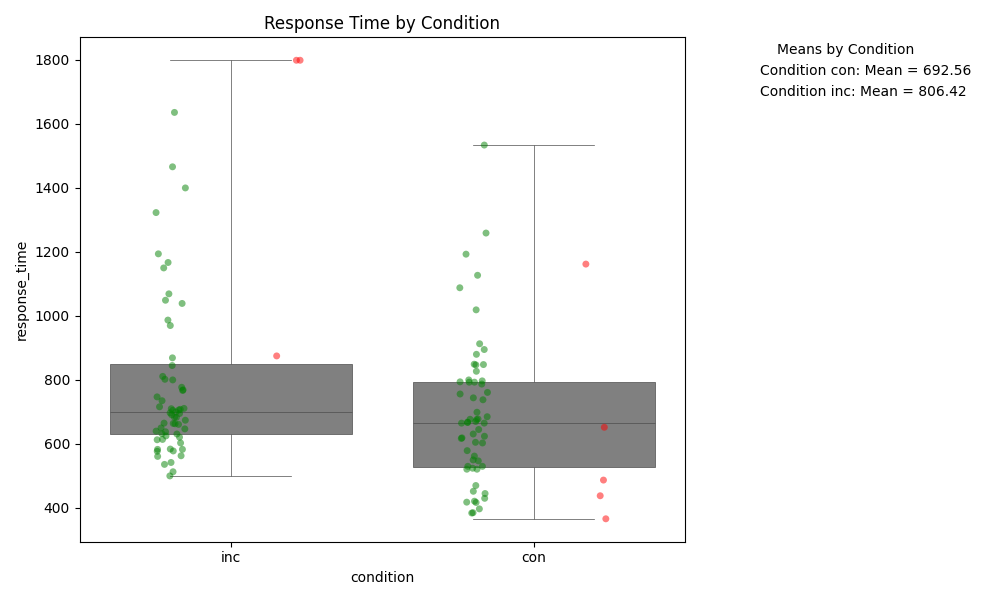 Response Time by Condition
Means by Condition
Condition con: Mean = 692.56
Condition inc: Mean = 806.42
response_time
1800
1600
1400
1200
1000
800
600
400
inc
con
condition